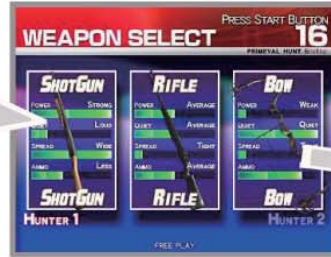 PRESS START BUTTON
WEAPON SELECT 16
PRIMEVAL HUNT
SHOTGUN RIFLE BOW
POWER STRONG POWER AVERAGE POWER WEAK
QUIET LOUD QUIET AVERAGE QUIET QUIET
SPREAD WIDE SPREAD TIGHT SPREAD
AMMO LESS AMMO AVERAGE AMMO
SHOTGUN RIFLE BOW
HUNTER 1 HUNTER 2
FREE PLAY